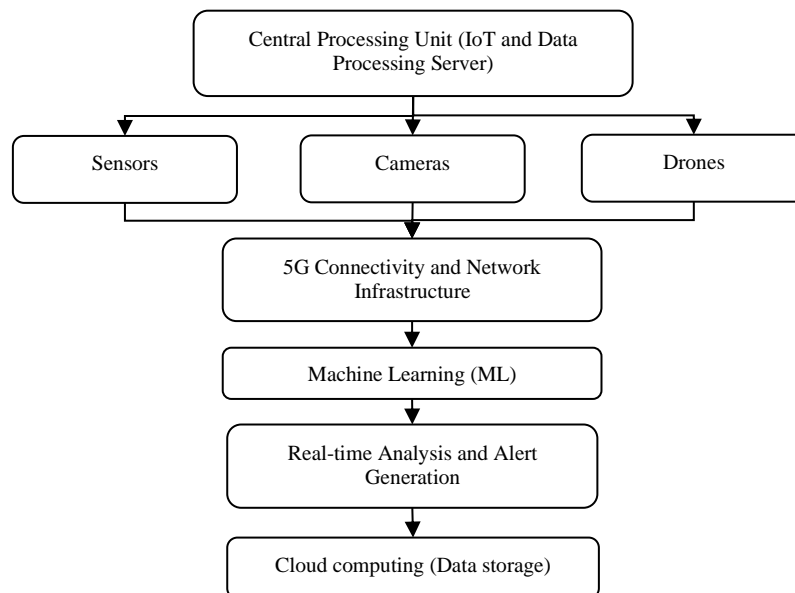 Central Processing Unit (IoT and Data
Processing Server)
Sensors
Cameras
Drones
5G Connectivity and Network
Infrastructure
Machine Learning (ML)
Real-time Analysis and Alert
Generation
Cloud computing (Data storage)